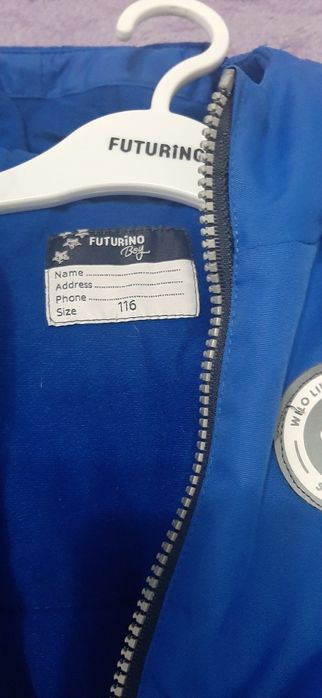 FUTURiNO
FUTURiNO
Boy
Name
Address
Phone
Size 116